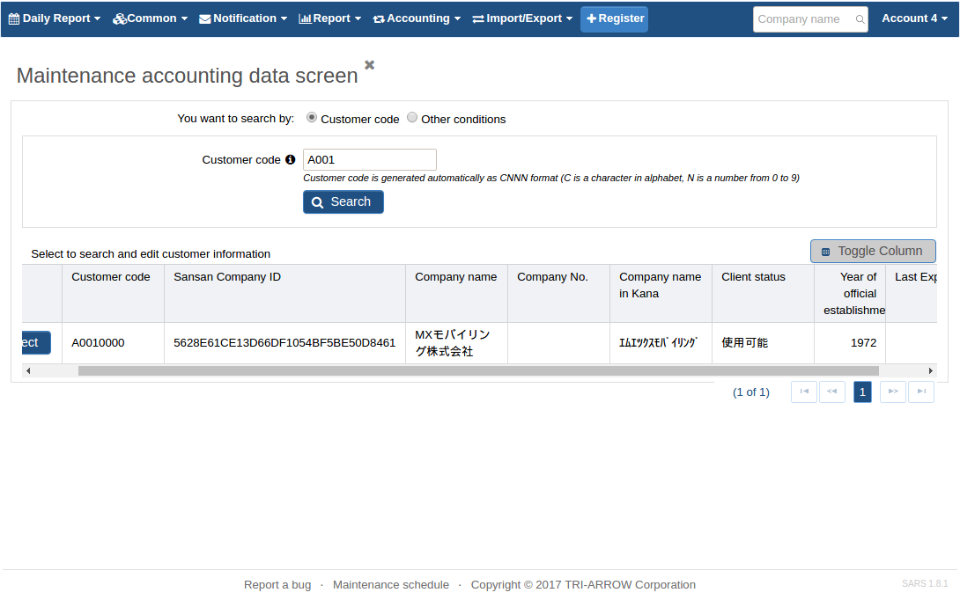 Daily Report Common Notification Report Accounting Import/Export Register Company name Account 4
Maintenance accounting data screen
You want to search by: Customer code Other conditions
Customer code A001
Customer code is generated automatically as CNNN format (C is a character in alphabet, N is a number from 0 to 9)
Search
Select to search and edit customer information Toggle Column
Customer code Sansan Company ID Company name Company No. Company name Client status Year of Last Exp
in Kana official
establishme
ect A0010000 5628E61CE13D66DF1054BF5BE50D8461 MXモバイリン ｴﾑｴﾂｸｽﾓﾊﾞｲﾘﾝｸﾞ 使用可能 1972
グ株式会社
(1 of 1) 1
Report a bug · Maintenance schedule · Copyright © 2017 TRI-ARROW Corporation SARS 1.8.1